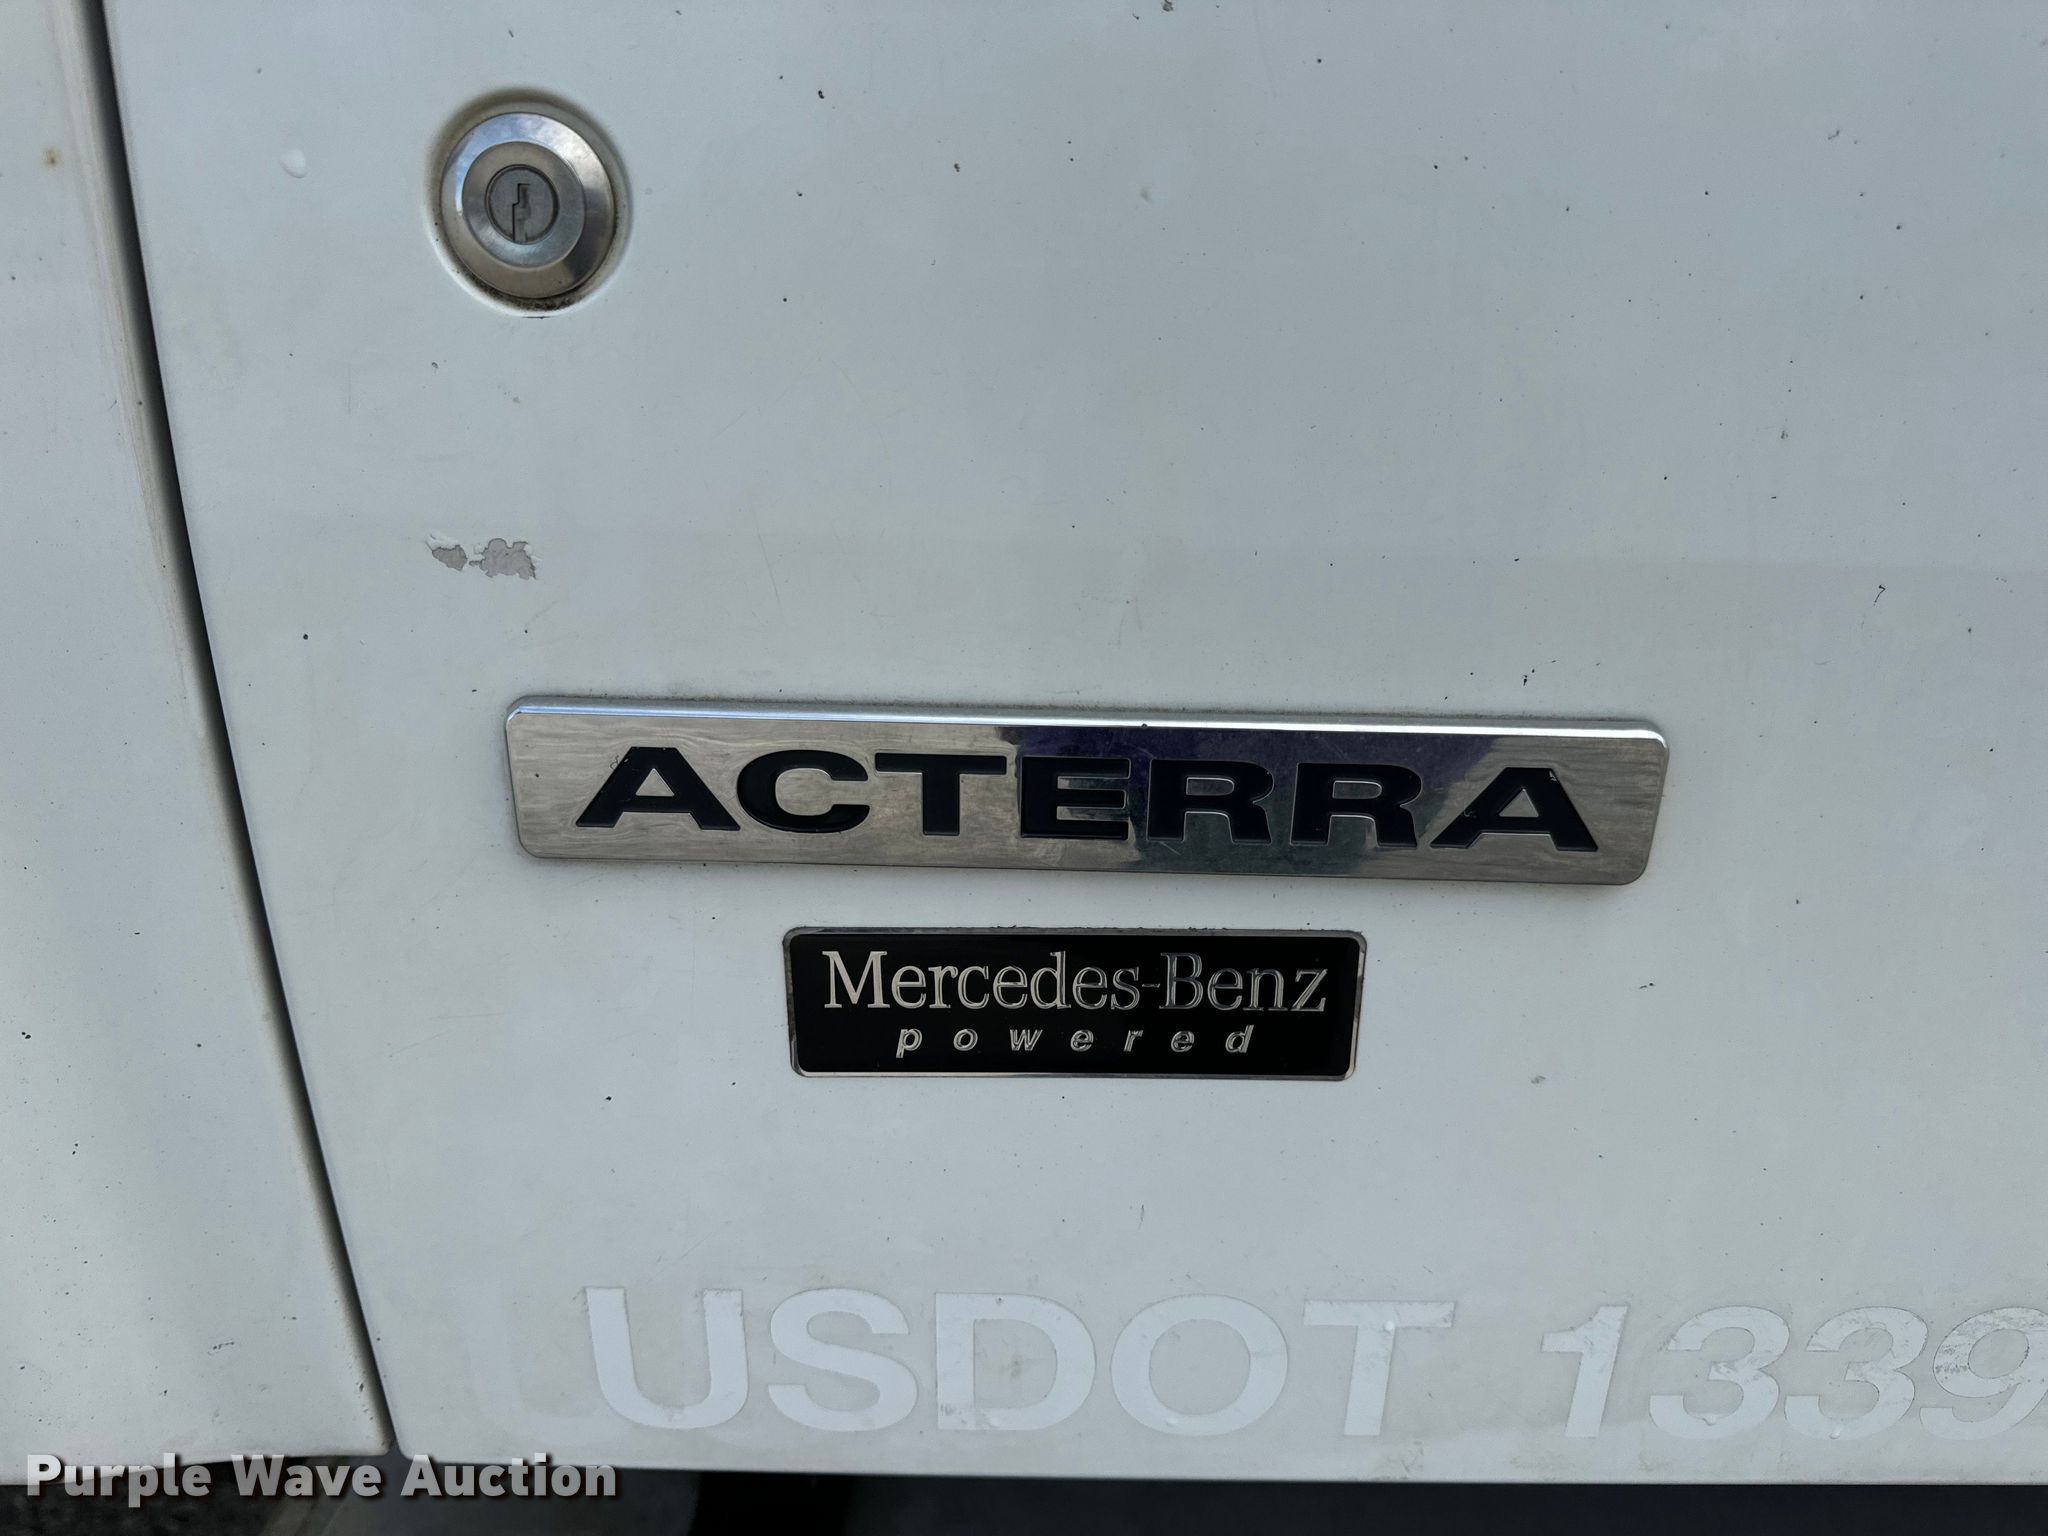 ACTERRA
Mercedes-Benz
powered
USDOT 1339
Purple Wave Auction